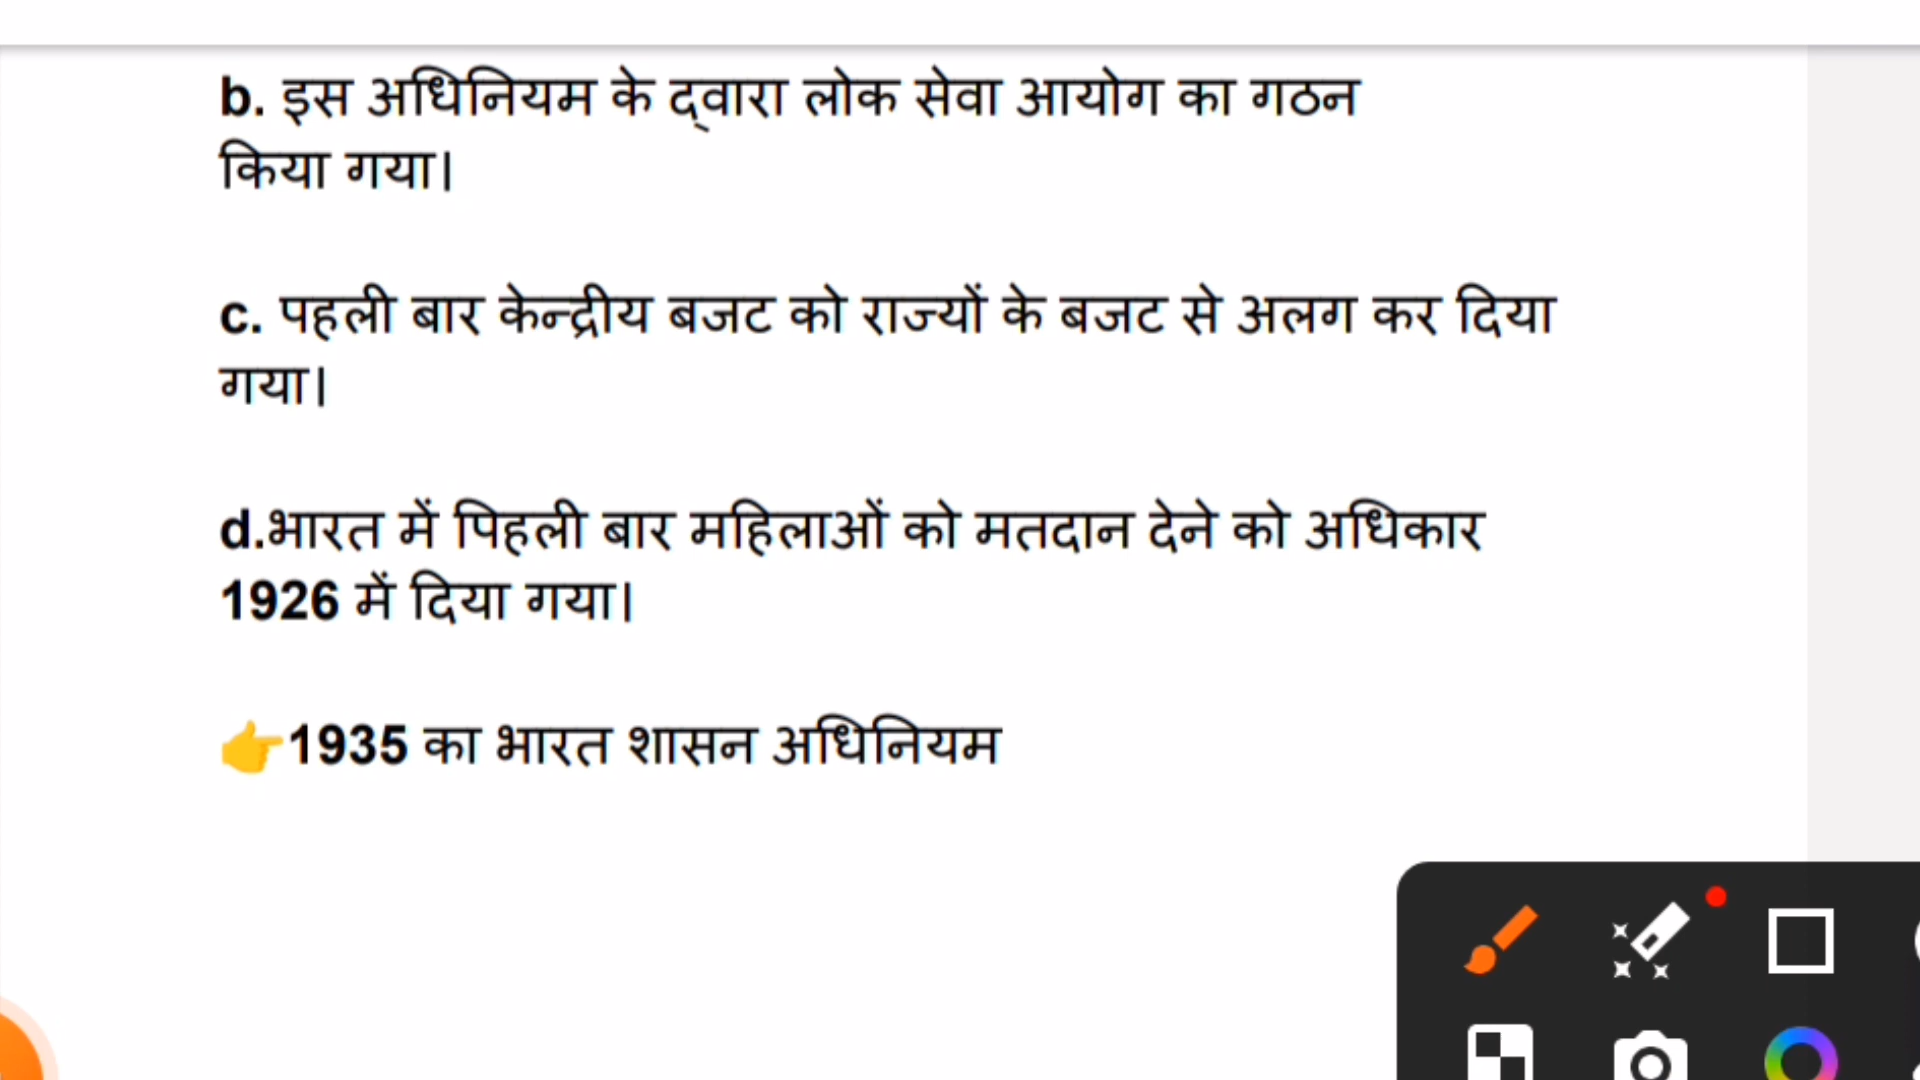 b. इस अधिनियम के द्वारा लोक सेवा आयोग का गठन
किया गया।
c. पहली बार केन्द्रीय बजट को राज्यों के बजट से अलग कर दिया
गया।
d.भारत में पिहली बार महिलाओं को मतदान देने को अधिकार
1926 में दिया गया।
👉1935 का भारत शासन अधिनियम